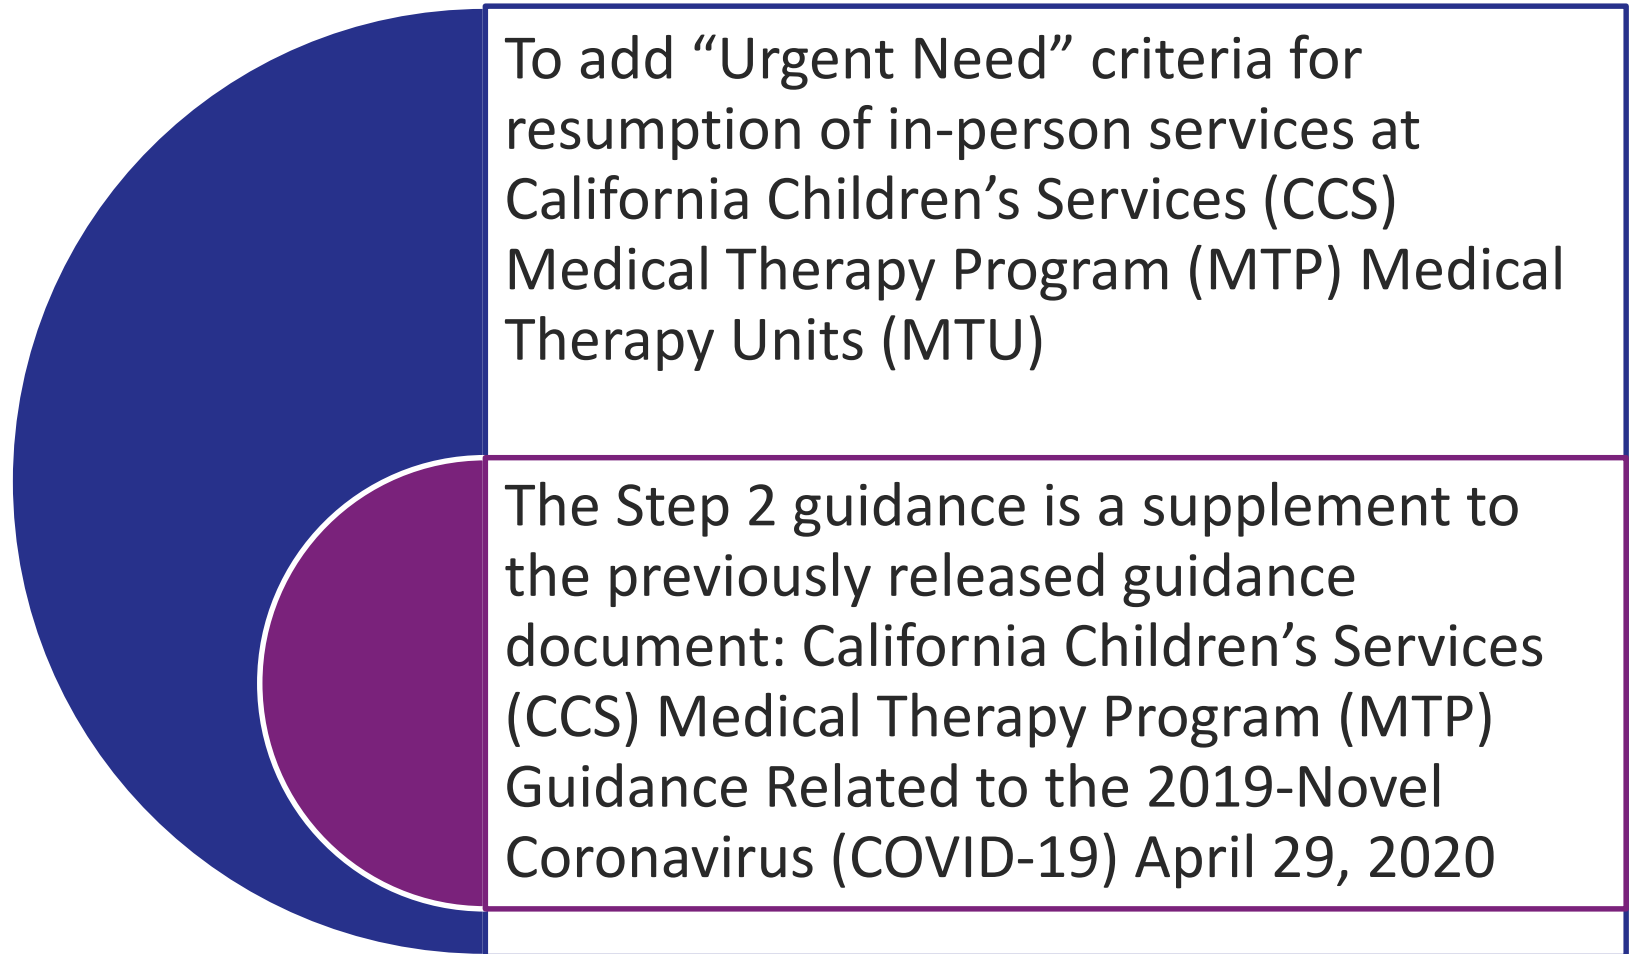 To add “Urgent Need” criteria for
resumption of in-person services at
California Children’s Services (CCS)
Medical Therapy Program (MTP) Medical
Therapy Units (MTU)
The Step 2 guidance is a supplement to
the previously released guidance
document: California Children’s Services
(CCS) Medical Therapy Program (MTP)
Guidance Related to the 2019-Novel
Coronavirus (COVID-19) April 29, 2020